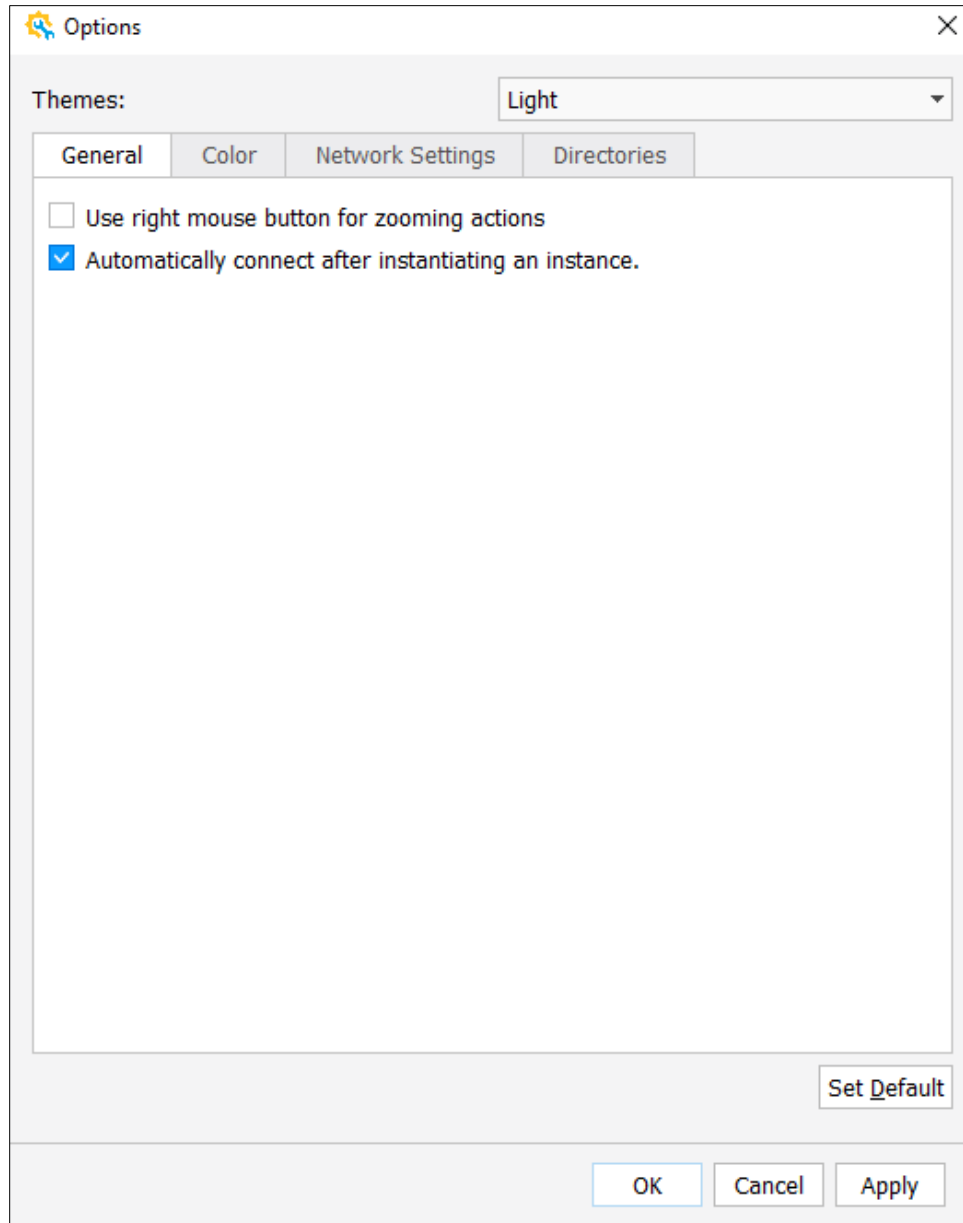 Options
Themes: Light
General Color Network Settings Directories
Use right mouse button for zooming actions
Automatically connect after instantiating an instance.
Set Default
OK Cancel Apply